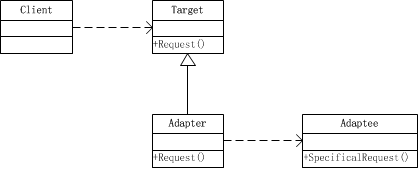 Client
Target
+Request()
Adapter
Adaptee
+Request()
+SpecificalRequest()